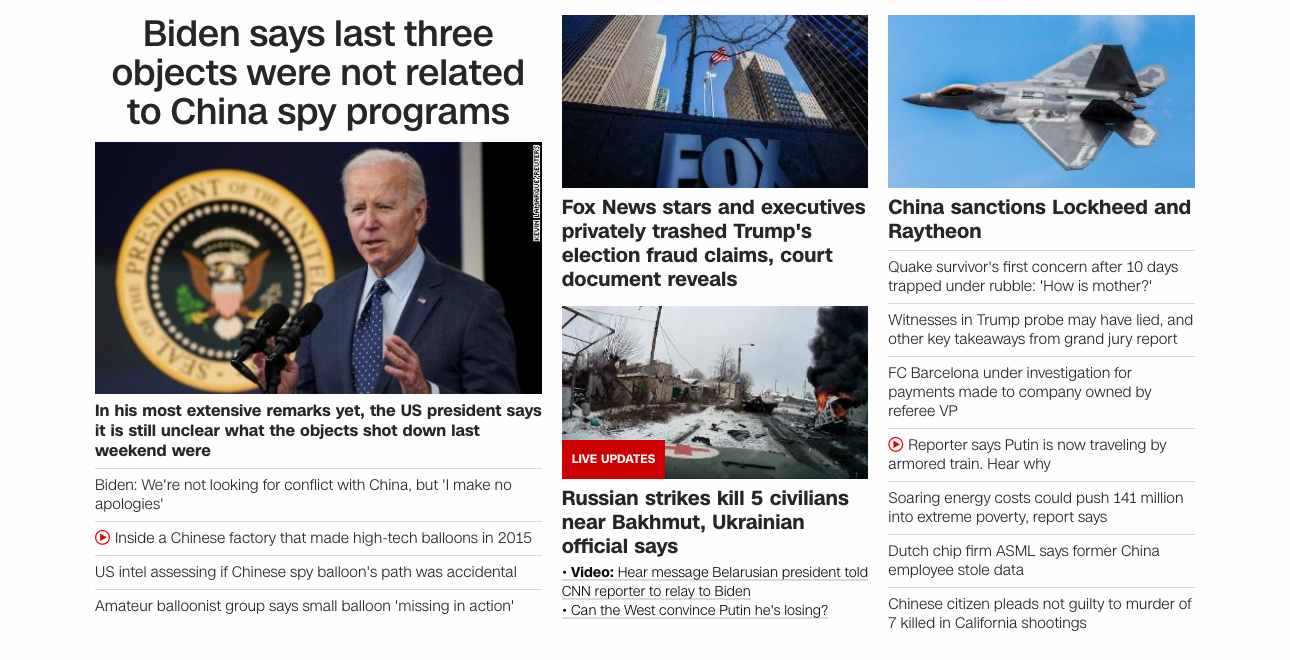 Biden says last three
objects were not related
to China spy programs
SEAL OF THE PRESIDENT OF THE UNITED
KEVIN LAMARQUE/REUTERS
In his most extensive remarks yet, the US president says
it is still unclear what the objects shot down last
weekend were
Biden: We're not looking for conflict with China, but 'I make no
apologies'
Inside a Chinese factory that made high-tech balloons in 2015
US intel assessing if Chinese spy balloon's path was accidental
Amateur balloonist group says small balloon 'missing in action'
FOX
Fox News stars and executives
privately trashed Trump's
election fraud claims, court
document reveals
LIVE UPDATES
Russian strikes kill 5 civilians
near Bakhmut, Ukrainian
official says
• Video: Hear message Belarusian president told
CNN reporter to relay to Biden
• Can the West convince Putin he's losing?
China sanctions Lockheed and
Raytheon
Quake survivor's first concern after 10 days
trapped under rubble: 'How is mother?'
Witnesses in Trump probe may have lied, and
other key takeaways from grand jury report
FC Barcelona under investigation for
payments made to company owned by
referee VP
Reporter says Putin is now traveling by
armored train. Hear why
Soaring energy costs could push 141 million
into extreme poverty, report says
Dutch chip firm ASML says former China
employee stole data
Chinese citizen pleads not guilty to murder of
7 killed in California shootings